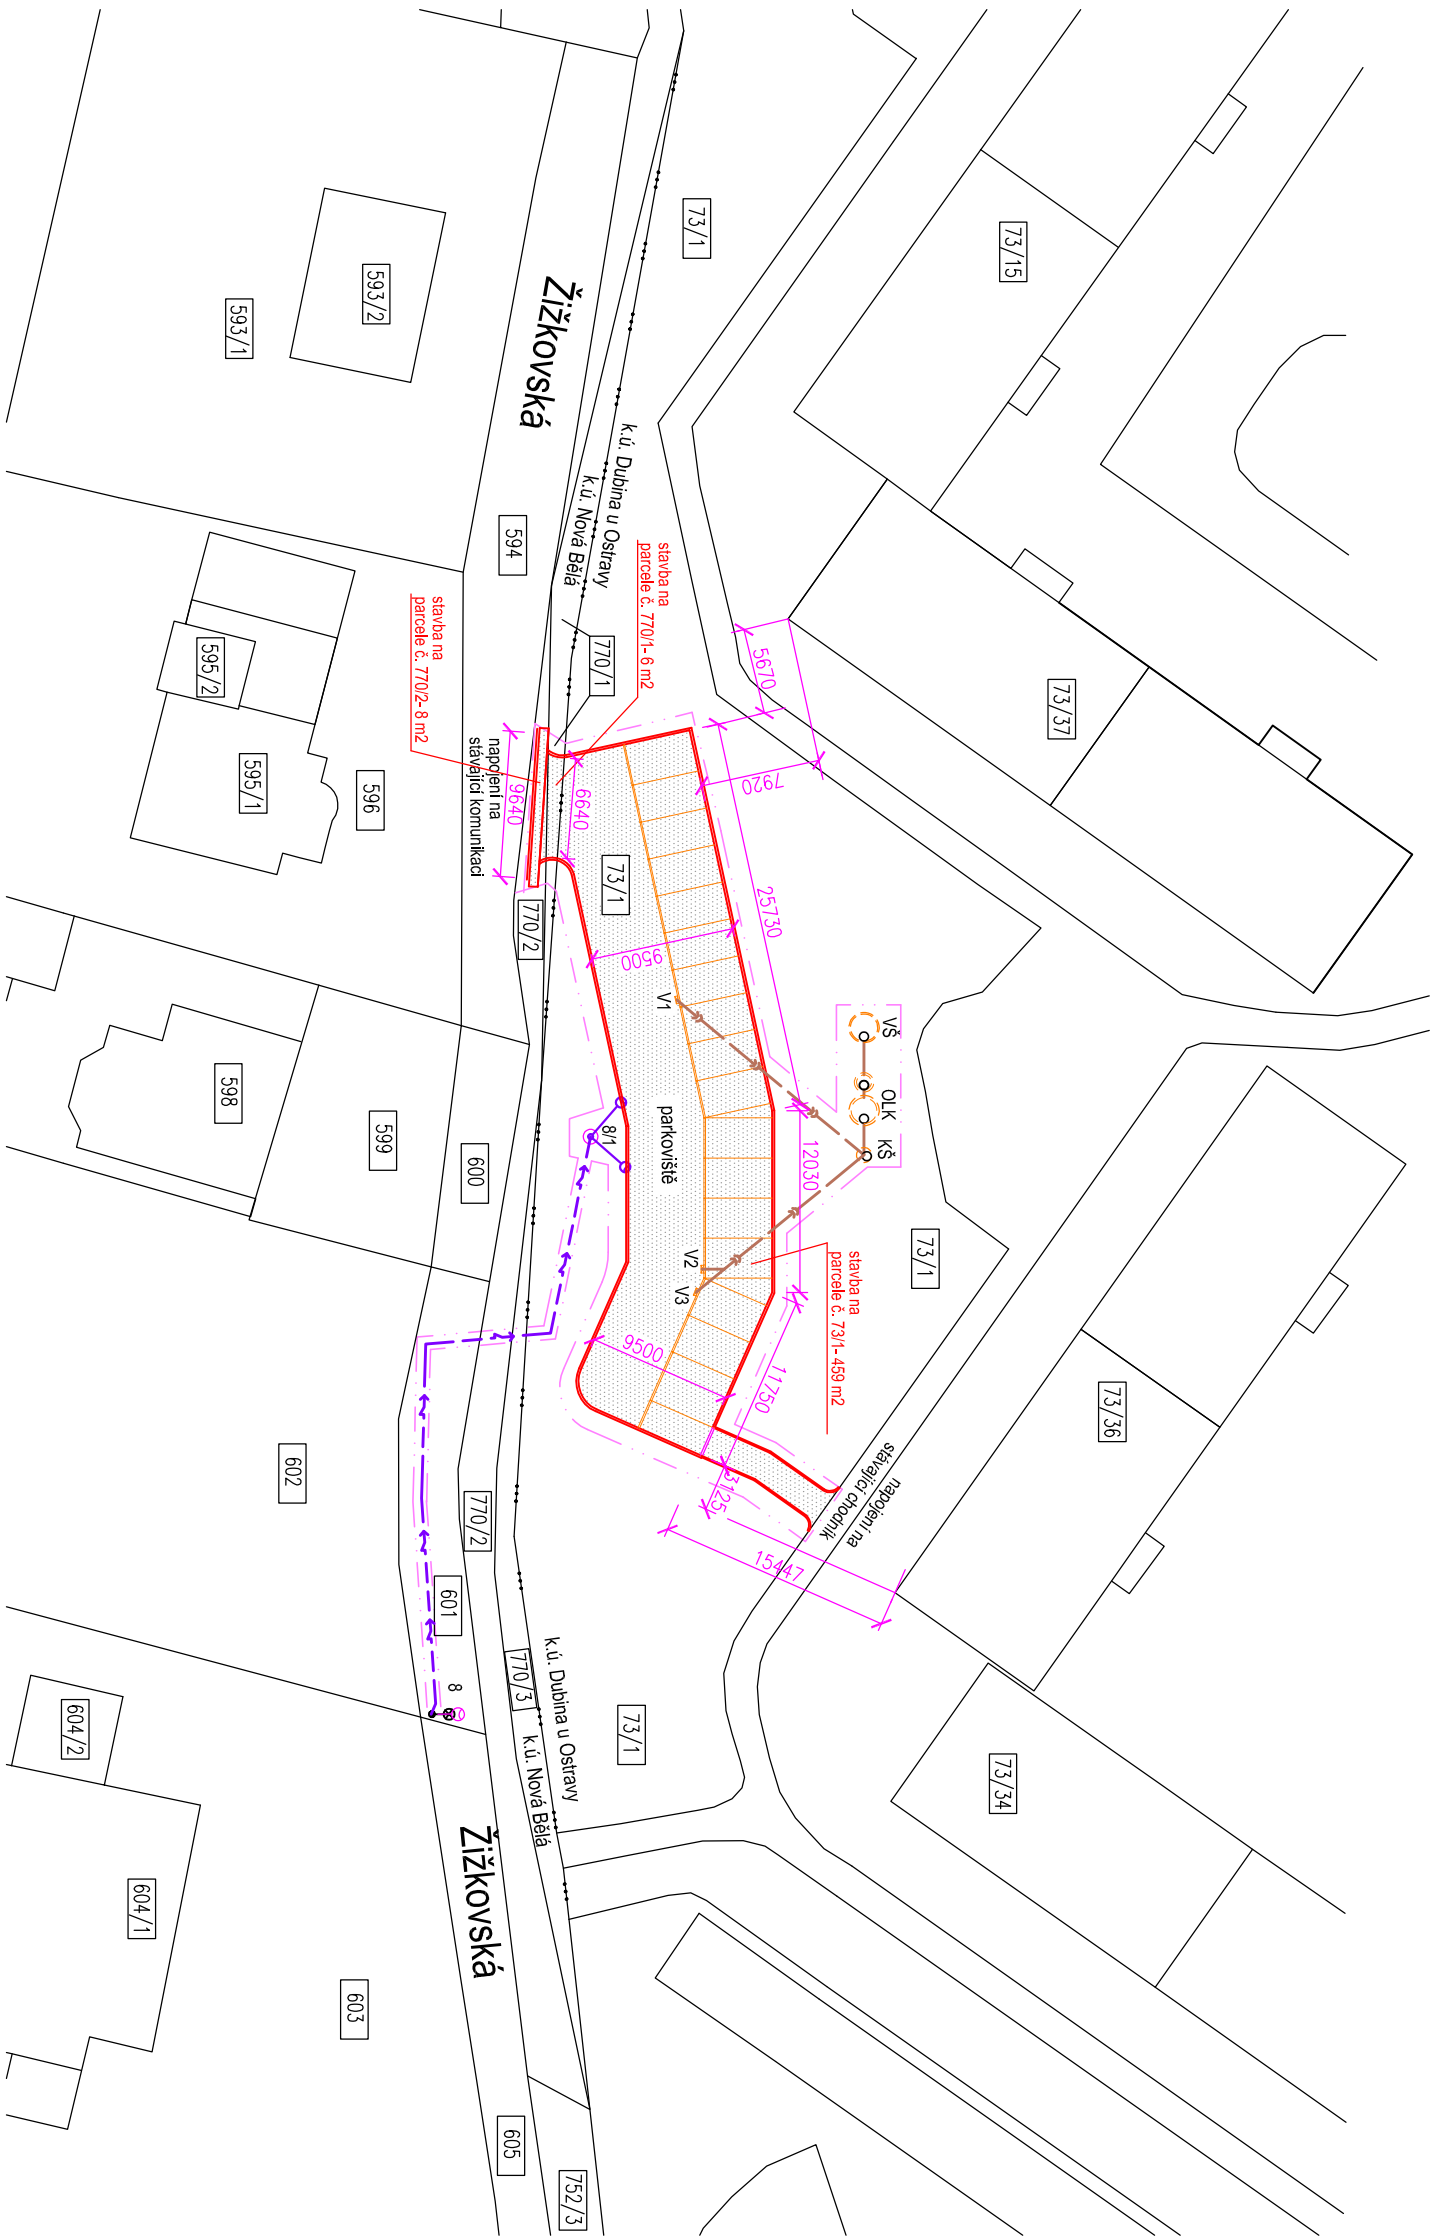 73/15
73/1
593/2
593/1
Žižkovská
k.ú. Dubina u Ostravy
k.ú. Nová Bělá
594
stavba na
parcele č. 770/1- 6 m2
stavba na
parcele č. 770/2- 8 m2
770/1
595/2
595/1
596
73/37
5670
7920
napojení na
stávající komunikaci
9640
6640
73/1
770/2
25730
9500
V1
VŠ
OLK
KŠ
parkoviště
8/1
12030
598
599
600
V2
V3
stavba na
parcele č. 73/1- 459 m2
73/1
9500
11750
3125
15447
73/36
napojení na
stávající chodník
602
770/2
601
8
770/3
k.ú. Dubina u Ostravy
k.ú. Nová Bělá
73/1
73/34
604/2
604/1
Žižkovská
603
605
752/3